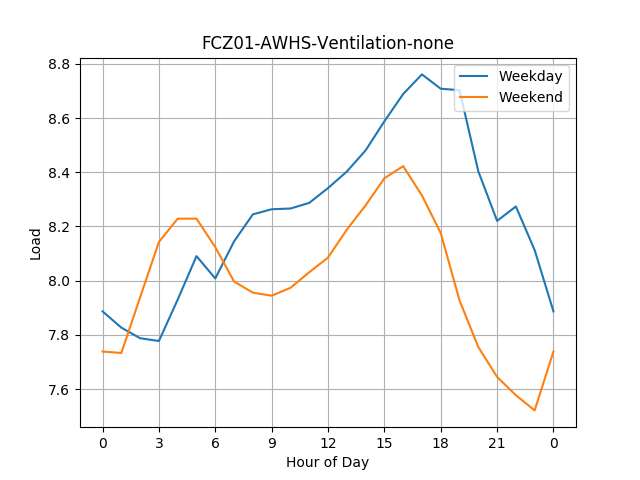 FCZ01-AWHS-Ventilation-none
8.8
8.6
8.4
8.2
8.0
7.8
7.6
Load
Weekday
Weekend
0 3 6 9 12 15 18 21 0
Hour of Day